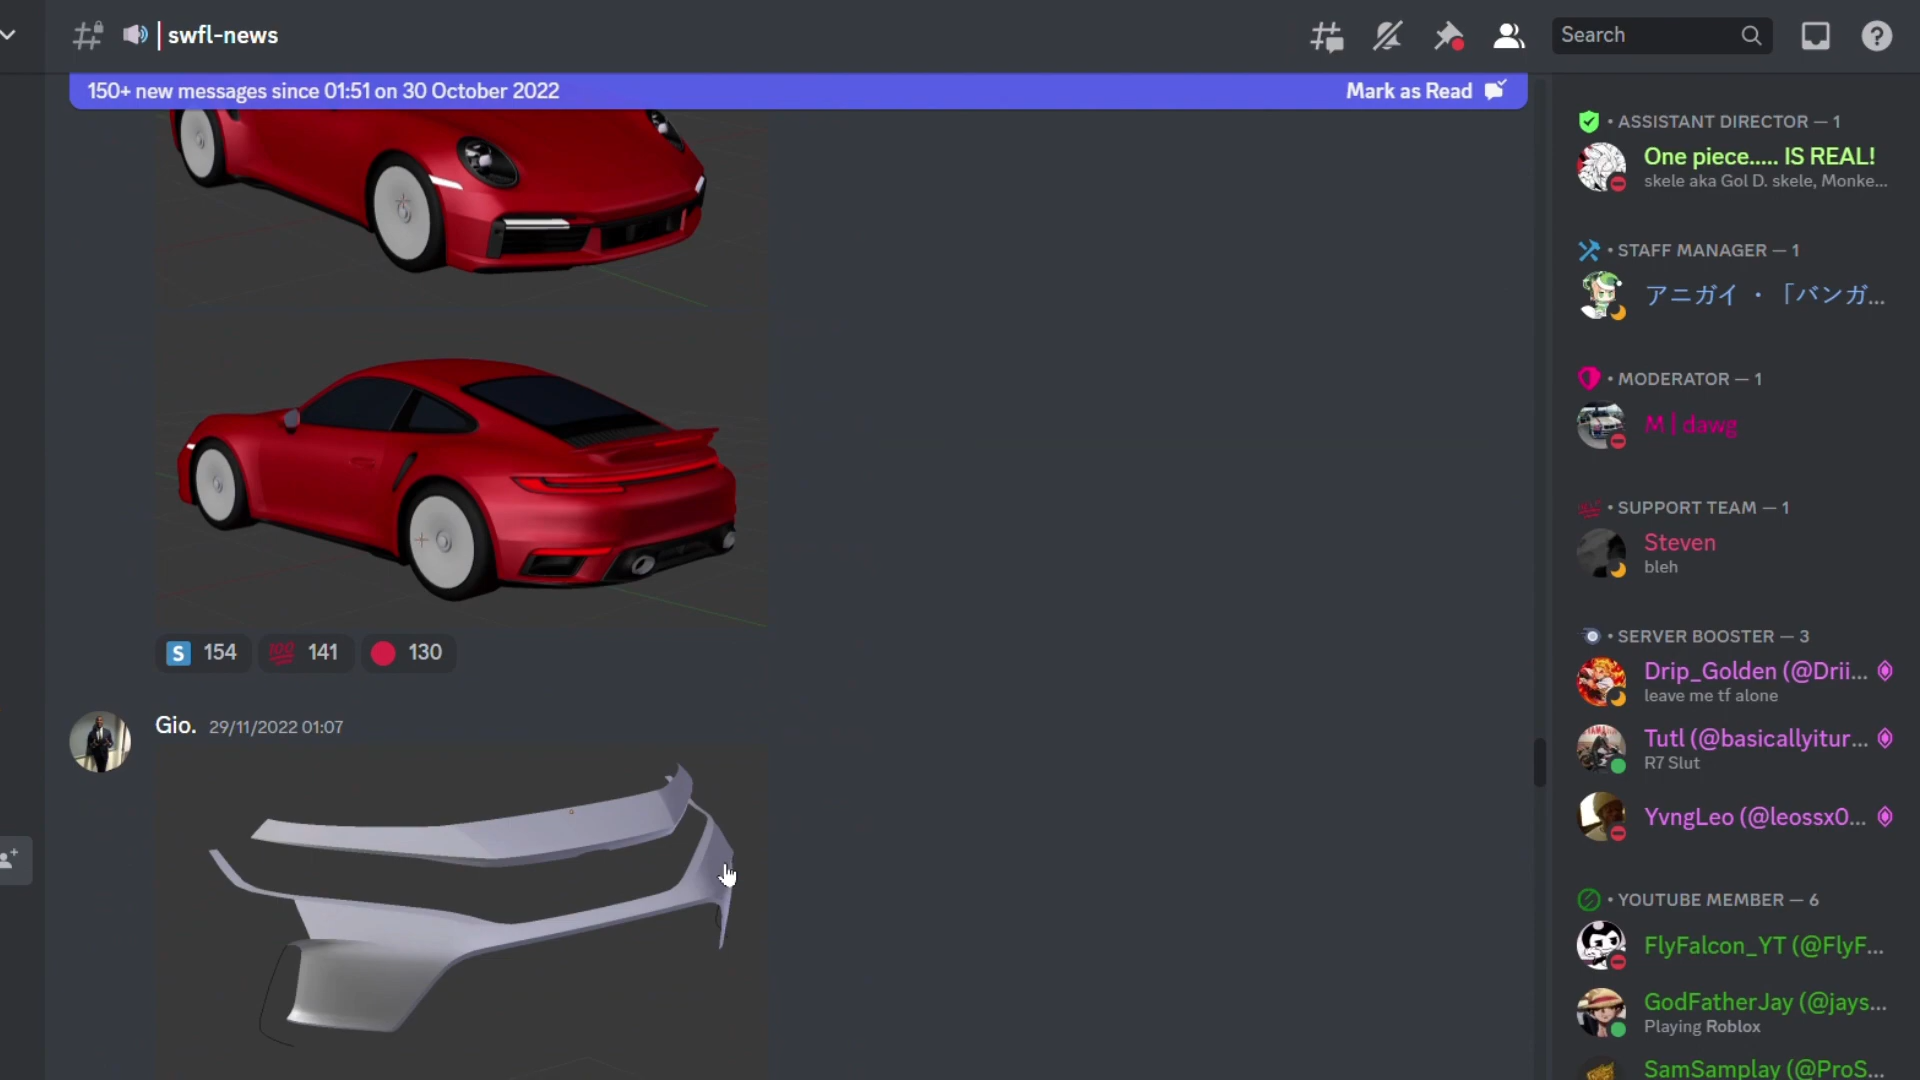 swfl-news
Search
150+ new messages since 01:51 on 30 October 2022
Mark as Read
S 154
100 141
130
Gio. 29/11/2022 01:07
• ASSISTANT DIRECTOR — 1
One piece..... IS REAL!
skele aka Gol D. skele, Monke...
• STAFF MANAGER — 1
アニガイ ・ 「バンガ...
• MODERATOR — 1
M | dawg
• SUPPORT TEAM — 1
Steven
bleh
• SERVER BOOSTER — 3
Drip_Golden (@Drii...
leave me tf alone
Tutl (@basicallyitur...
R7 Slut
YvngLeo (@leossx0...
• YOUTUBE MEMBER — 6
FlyFalcon_YT (@FlyF...
GodFatherJay (@jays...
Playing Roblox
SamSamplay (@ProS...